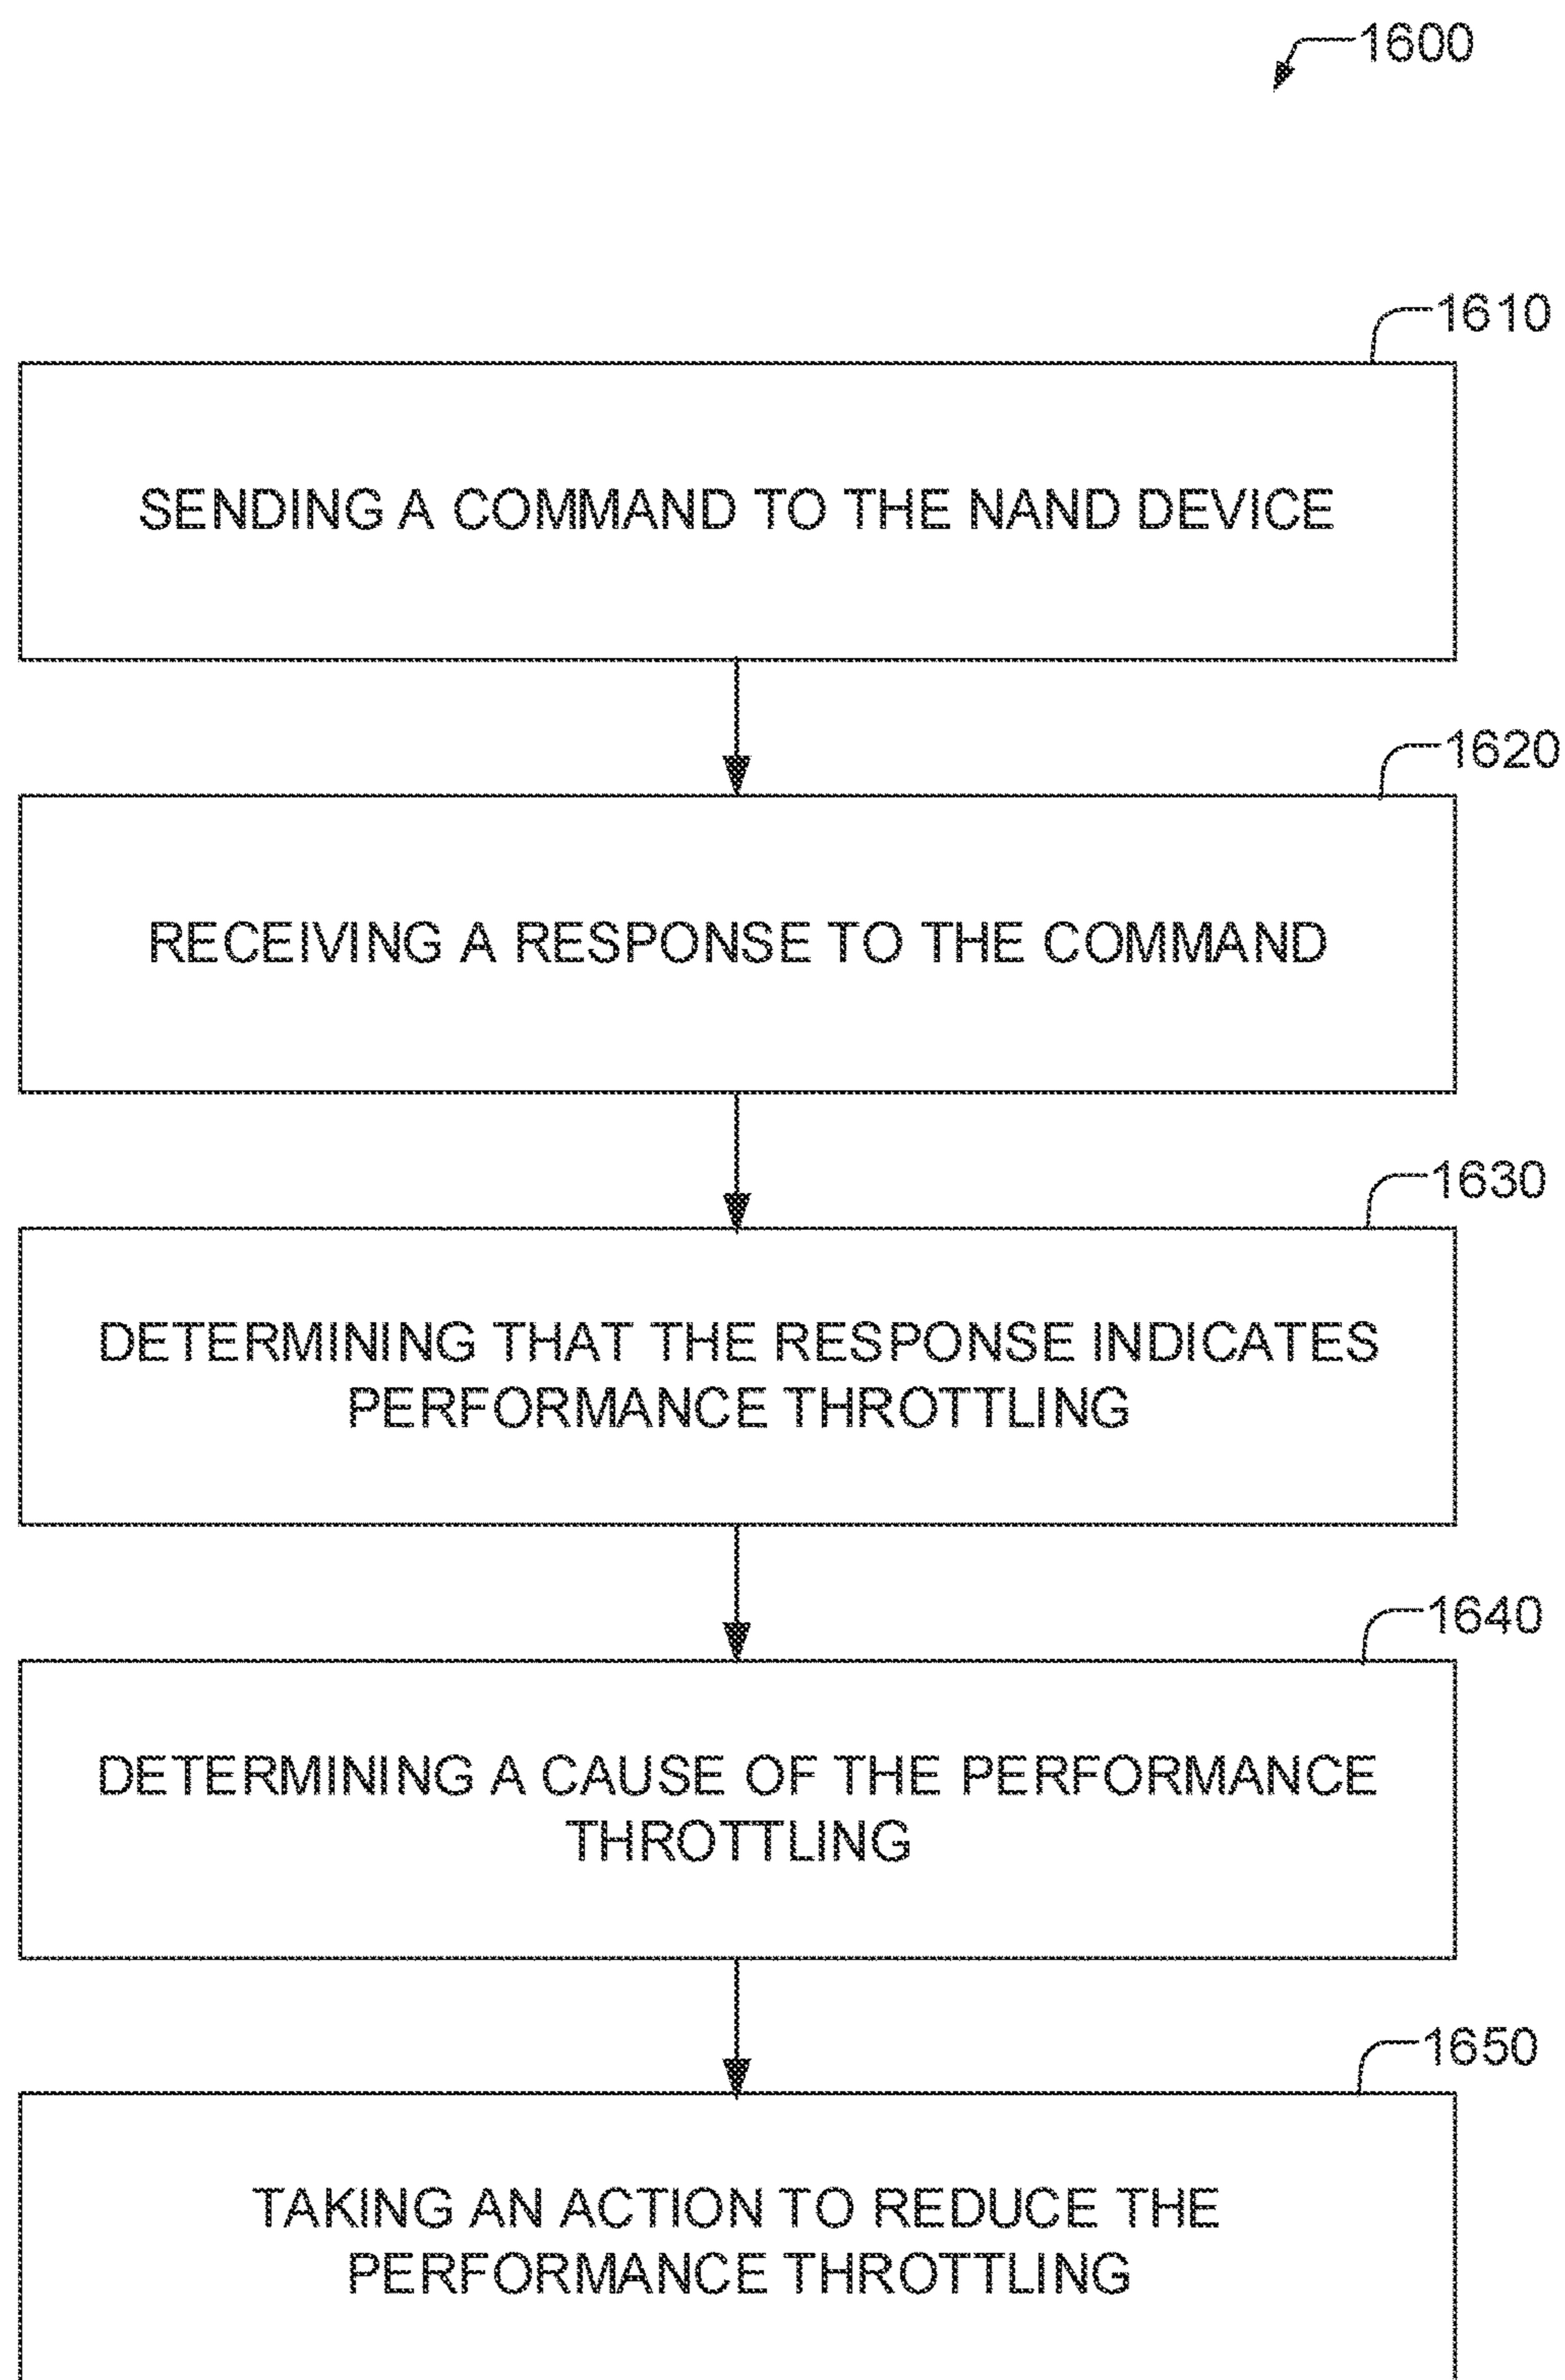 1600
1610
SENDING A COMMAND TO THE NAND DEVICE
1620
RECEIVING A RESPONSE TO THE COMMAND
1630
DETERMINING THAT THE RESPONSE INDICATES
PERFORMANCE THROTTLING
1640
DETERMINING A CAUSE OF THE PERFORMANCE
THROTTLING
1650
TAKING AN ACTION TO REDUCE THE
PERFORMANCE THROTTLING